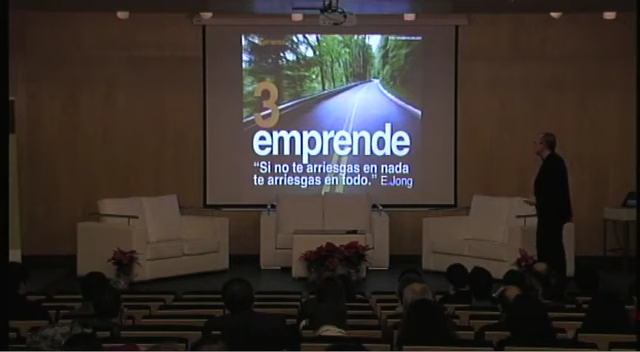 3
emprende
“Si no te arriesgas en nada
te arriesgas en todo.” E.Jong